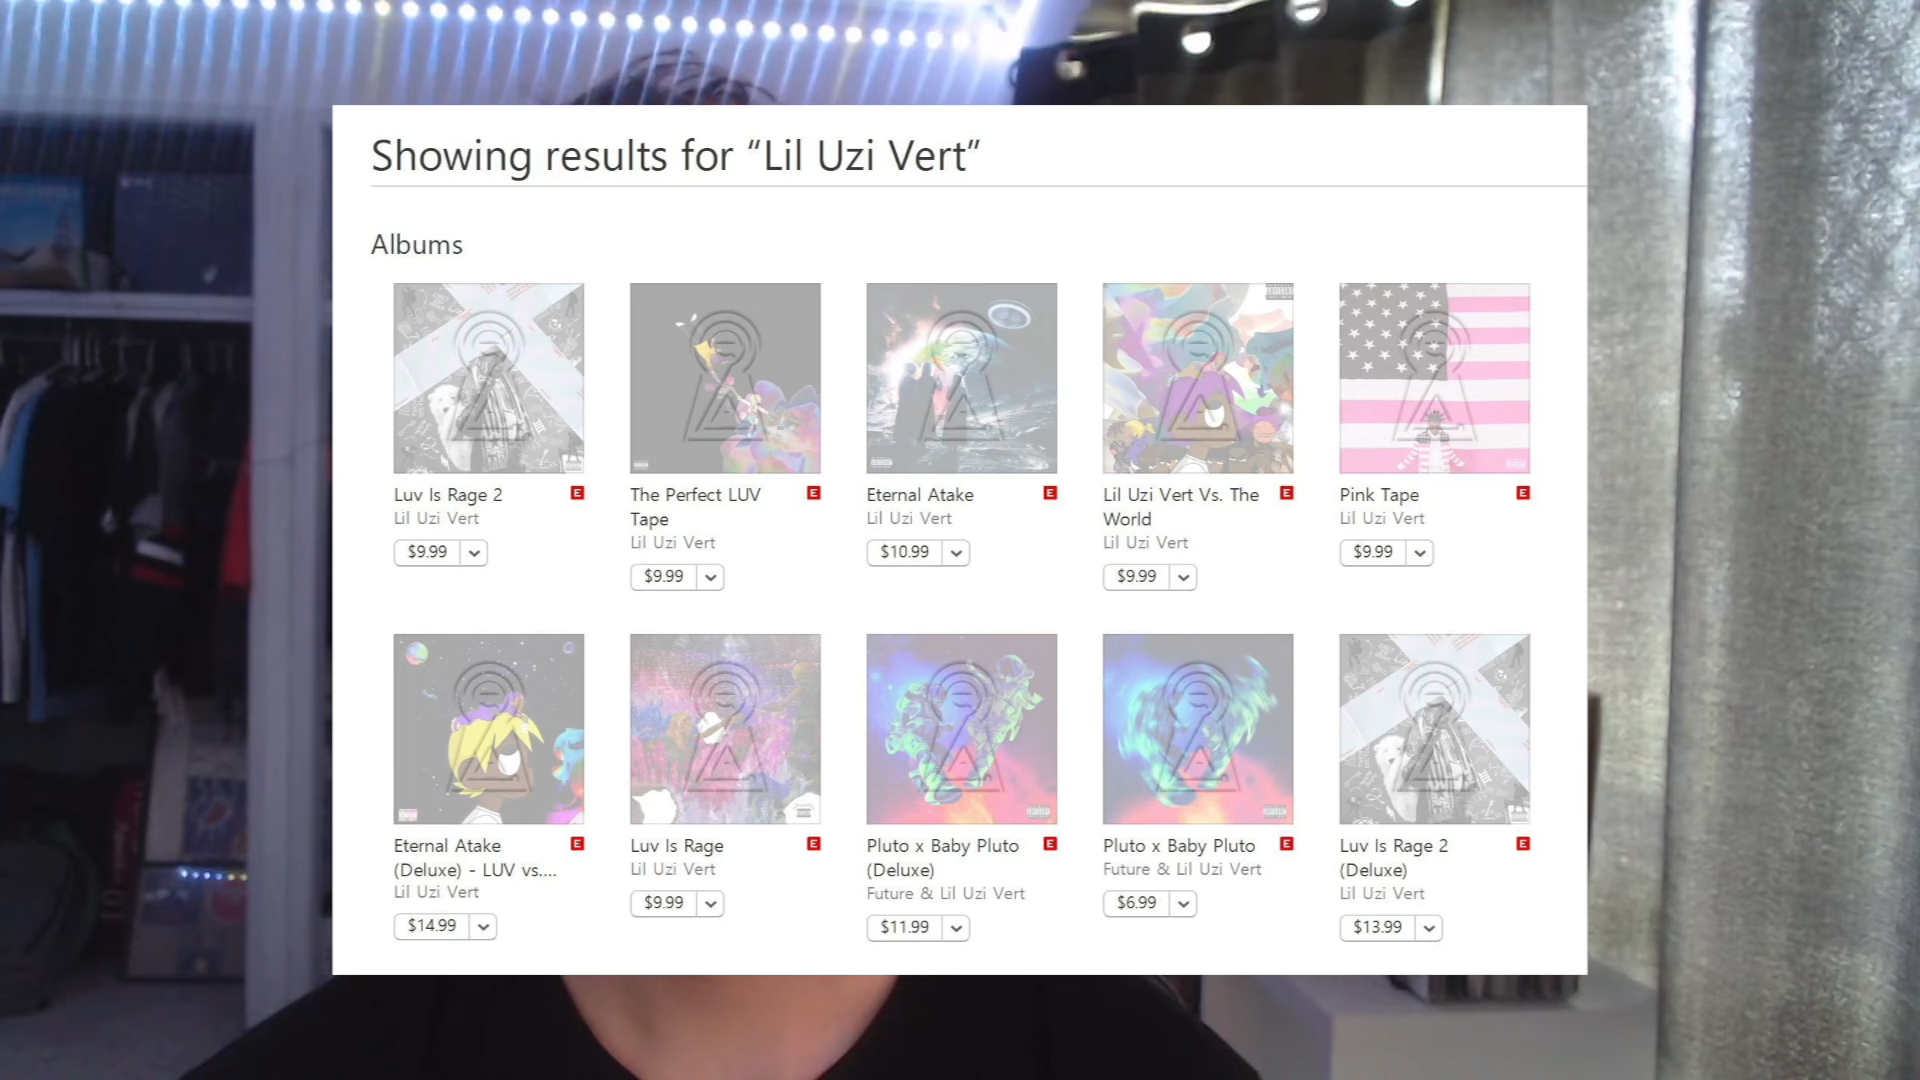 Showing results for “Lil Uzi Vert”
Albums
Luv Is Rage 2
Lil Uzi Vert
$9.99
The Perfect LUV
Tape
Lil Uzi Vert
$9.99
Eternal Atake
Lil Uzi Vert
$10.99
Lil Uzi Vert Vs. The
World
Lil Uzi Vert
$9.99
Pink Tape
Lil Uzi Vert
$9.99
Eternal Atake
(Deluxe) - LUV vs....
Lil Uzi Vert
$14.99
Luv Is Rage
Lil Uzi Vert
$9.99
Pluto x Baby Pluto
(Deluxe)
Future & Lil Uzi Vert
$11.99
Pluto x Baby Pluto
Future & Lil Uzi Vert
$6.99
Luv Is Rage 2
(Deluxe)
Lil Uzi Vert
$13.99